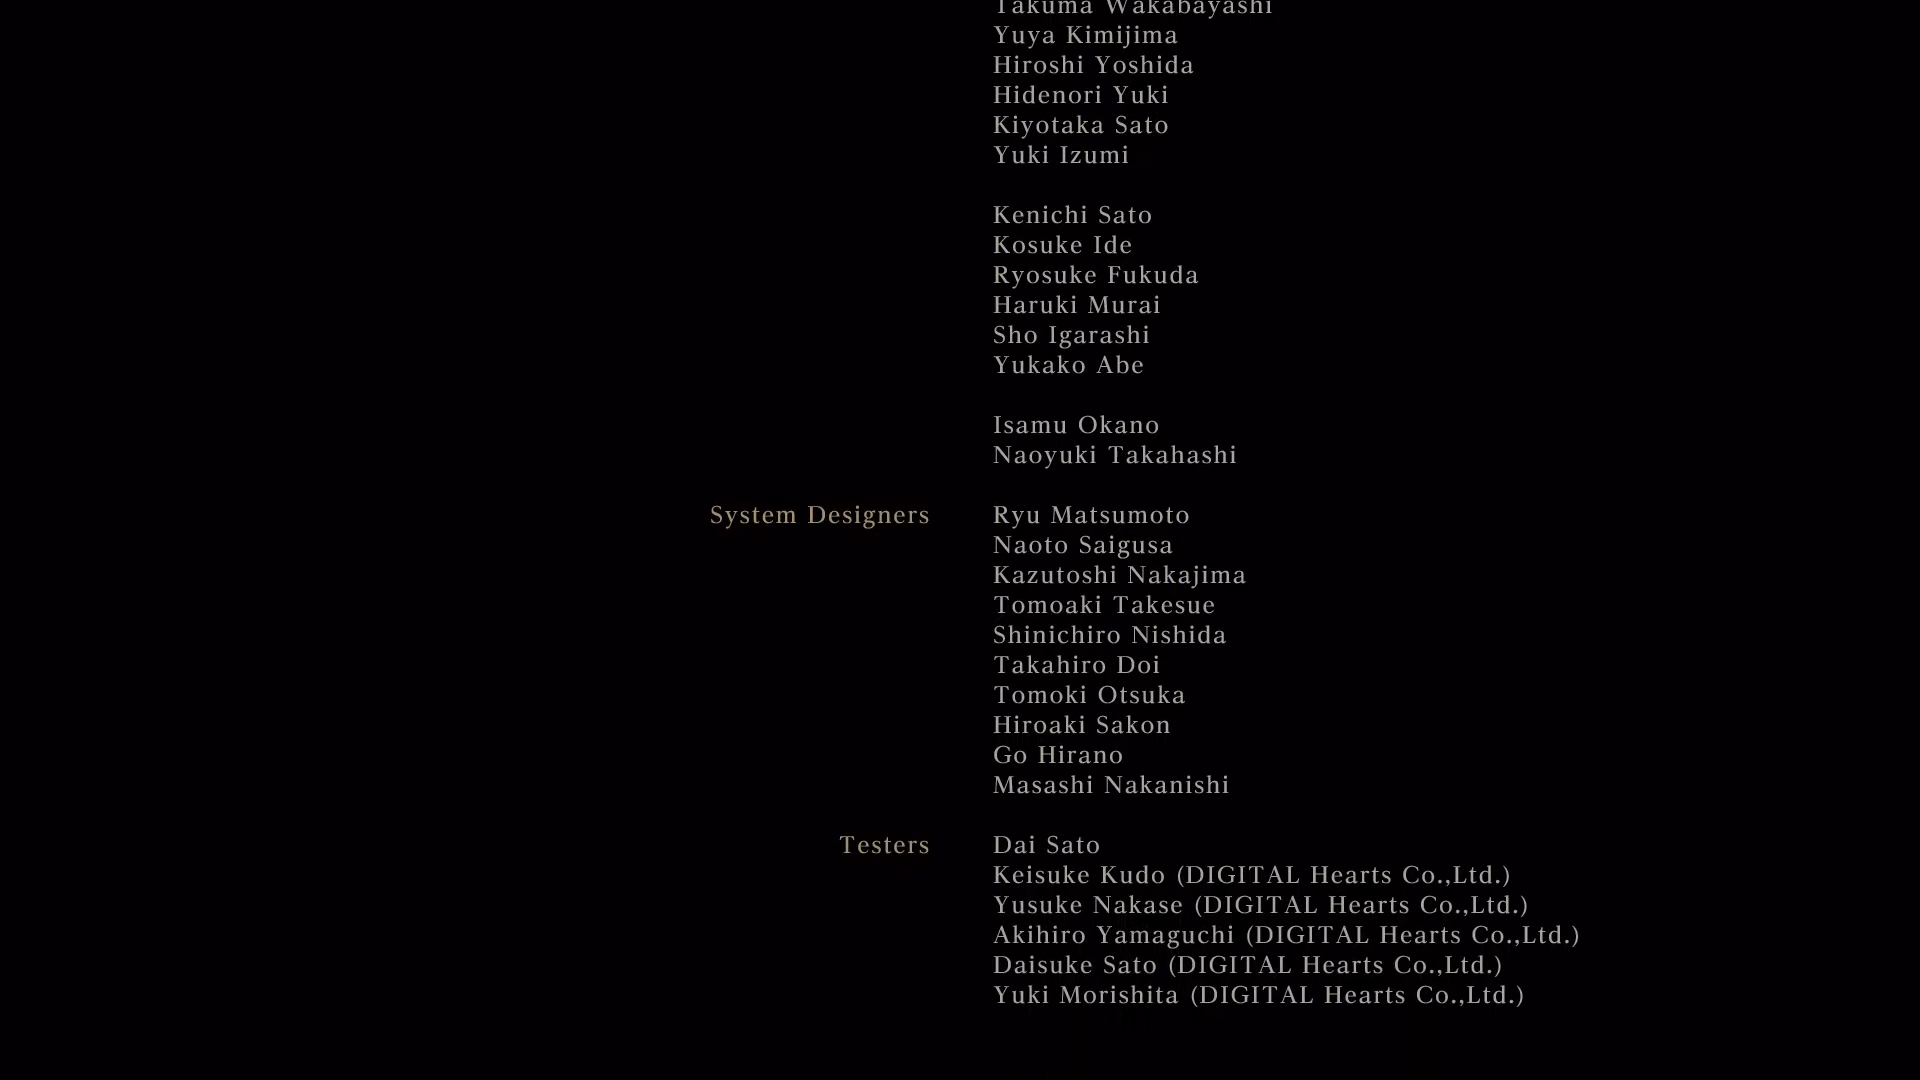 Takuma Wakabayashi
Yuya Kimijima
Hiroshi Yoshida
Hidenori Yuki
Kiyotaka Sato
Yuki Izumi
Kenichi Sato
Kosuke Ide
Ryosuke Fukuda
Haruki Murai
Sho Igarashi
Yukako Abe
Isamu Okano
Naoyuki Takahashi
System Designers Ryu Matsumoto
Naoto Saigusa
Kazutoshi Nakajima
Tomoaki Takesue
Shinichiro Nishida
Takahiro Doi
Tomoki Otsuka
Hiroaki Sakon
Go Hirano
Masashi Nakanishi
Testers Dai Sato
Keisuke Kudo (DIGITAL Hearts Co.,Ltd.)
Yusuke Nakase (DIGITAL Hearts Co.,Ltd.)
Akihiro Yamaguchi (DIGITAL Hearts Co.,Ltd.)
Daisuke Sato (DIGITAL Hearts Co.,Ltd.)
Yuki Morishita (DIGITAL Hearts Co.,Ltd.)